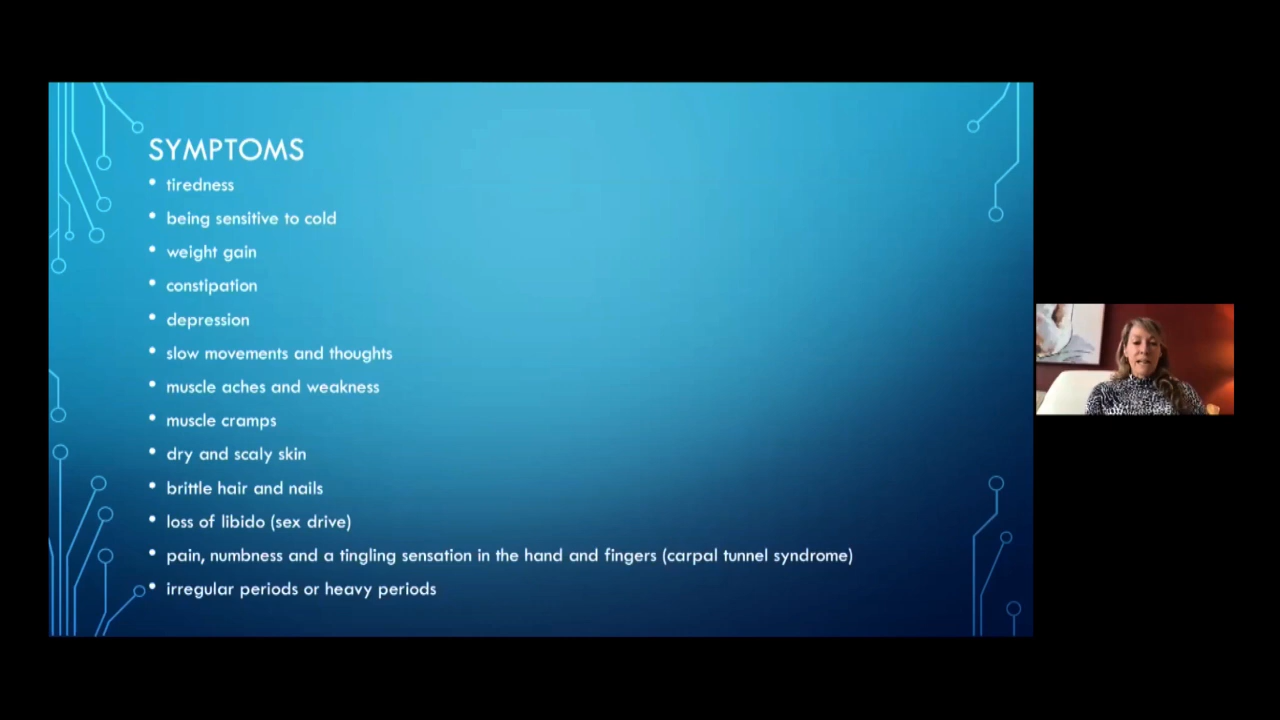 SYMPTOMS
• tiredness
• being sensitive to cold
• weight gain
• constipation
• depression
• slow movements and thoughts
• muscle aches and weakness
• muscle cramps
• dry and scaly skin
• brittle hair and nails
• loss of libido (sex drive)
• pain, numbness and a tingling sensation in the hand and fingers (carpal tunnel syndrome)
• irregular periods or heavy periods